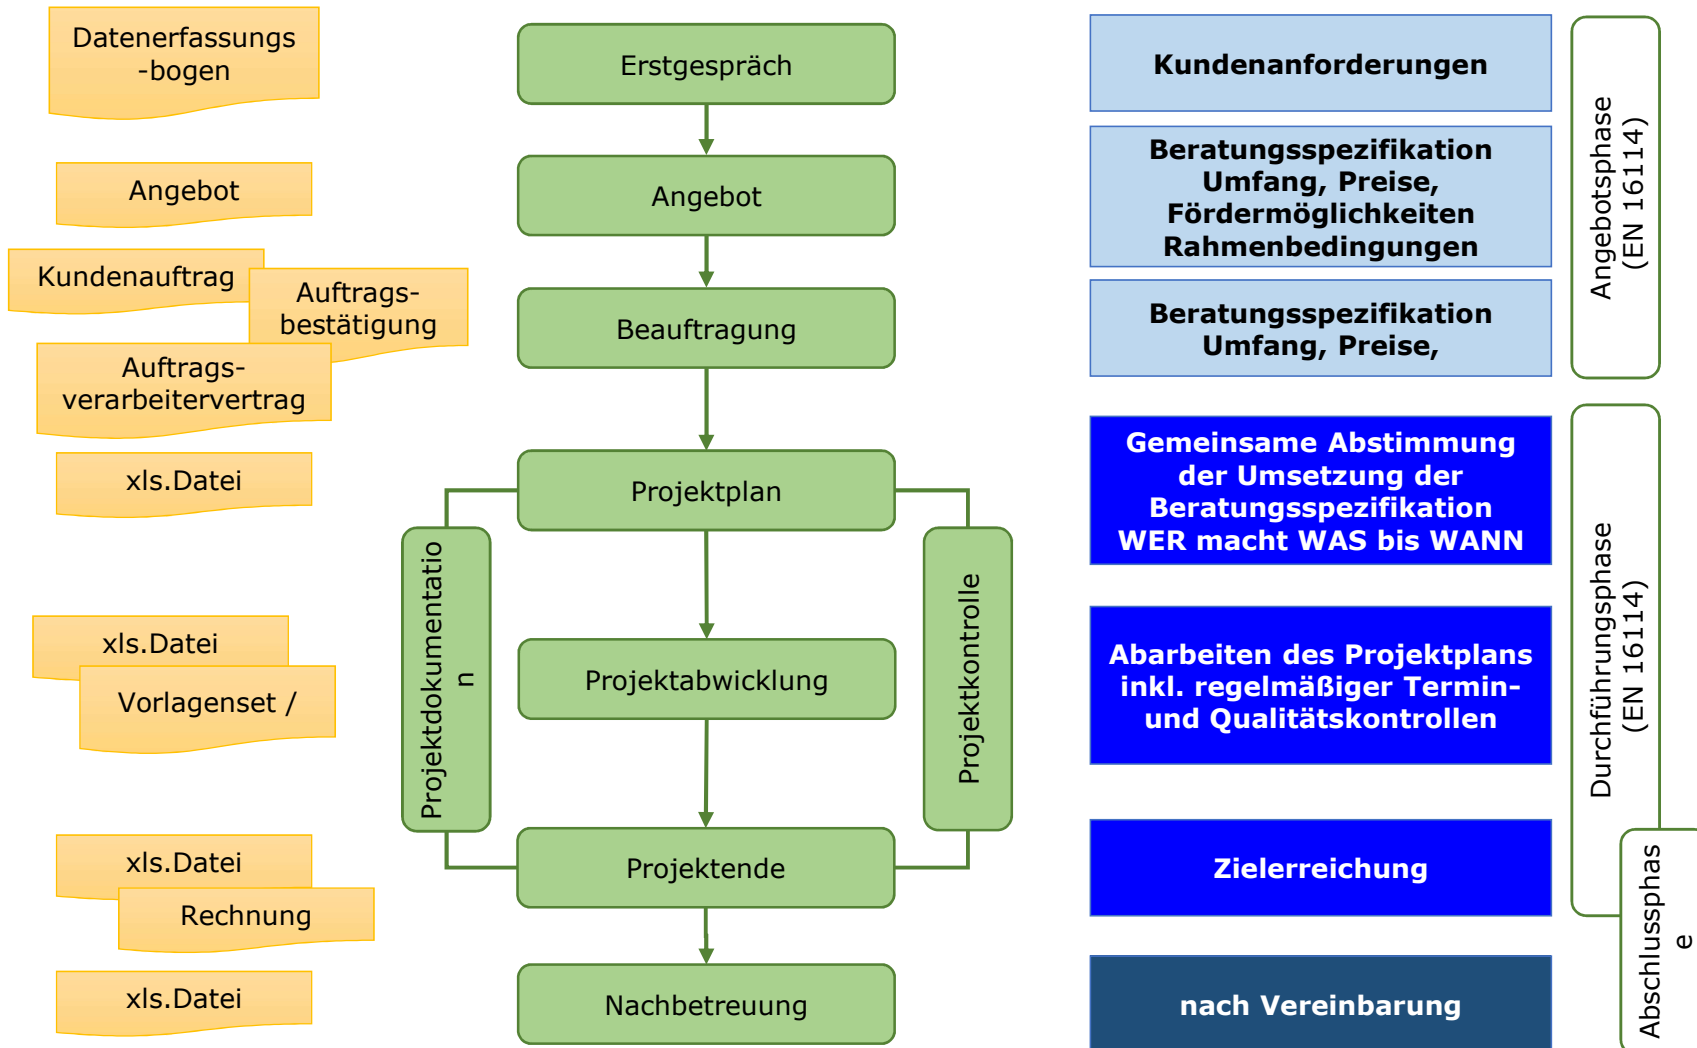 Datenerfassungs
-bogen
Erstgespräch
Kundenanforderungen
Angebot
Angebot
Beratungsspezifikation
Umfang, Preise,
Fördermöglichkeiten
Rahmenbedingungen
Angebotsphase
(EN 16114)
Kundenauftrag
Auftrags-
bestätigung
Auftrags-
verarbeitervertrag
Beauftragung
Beratungsspezifikation
Umfang, Preise,
xls.Datei
Projektplan
Gemeinsame Abstimmung
der Umsetzung der
Beratungsspezifikation
WER macht WAS bis WANN
Projektdokumentatio
n
Projektkontrolle
Durchführungsphase
(EN 16114)
xls.Datei
Vorlagenset /
Projektabwicklung
Abarbeiten des Projektplans
inkl. regelmäßiger Termin-
und Qualitätskontrollen
xls.Datei
Rechnung
Projektende
Zielerreichung
Abschlussphas
e
xls.Datei
Nachbetreuung
nach Vereinbarung